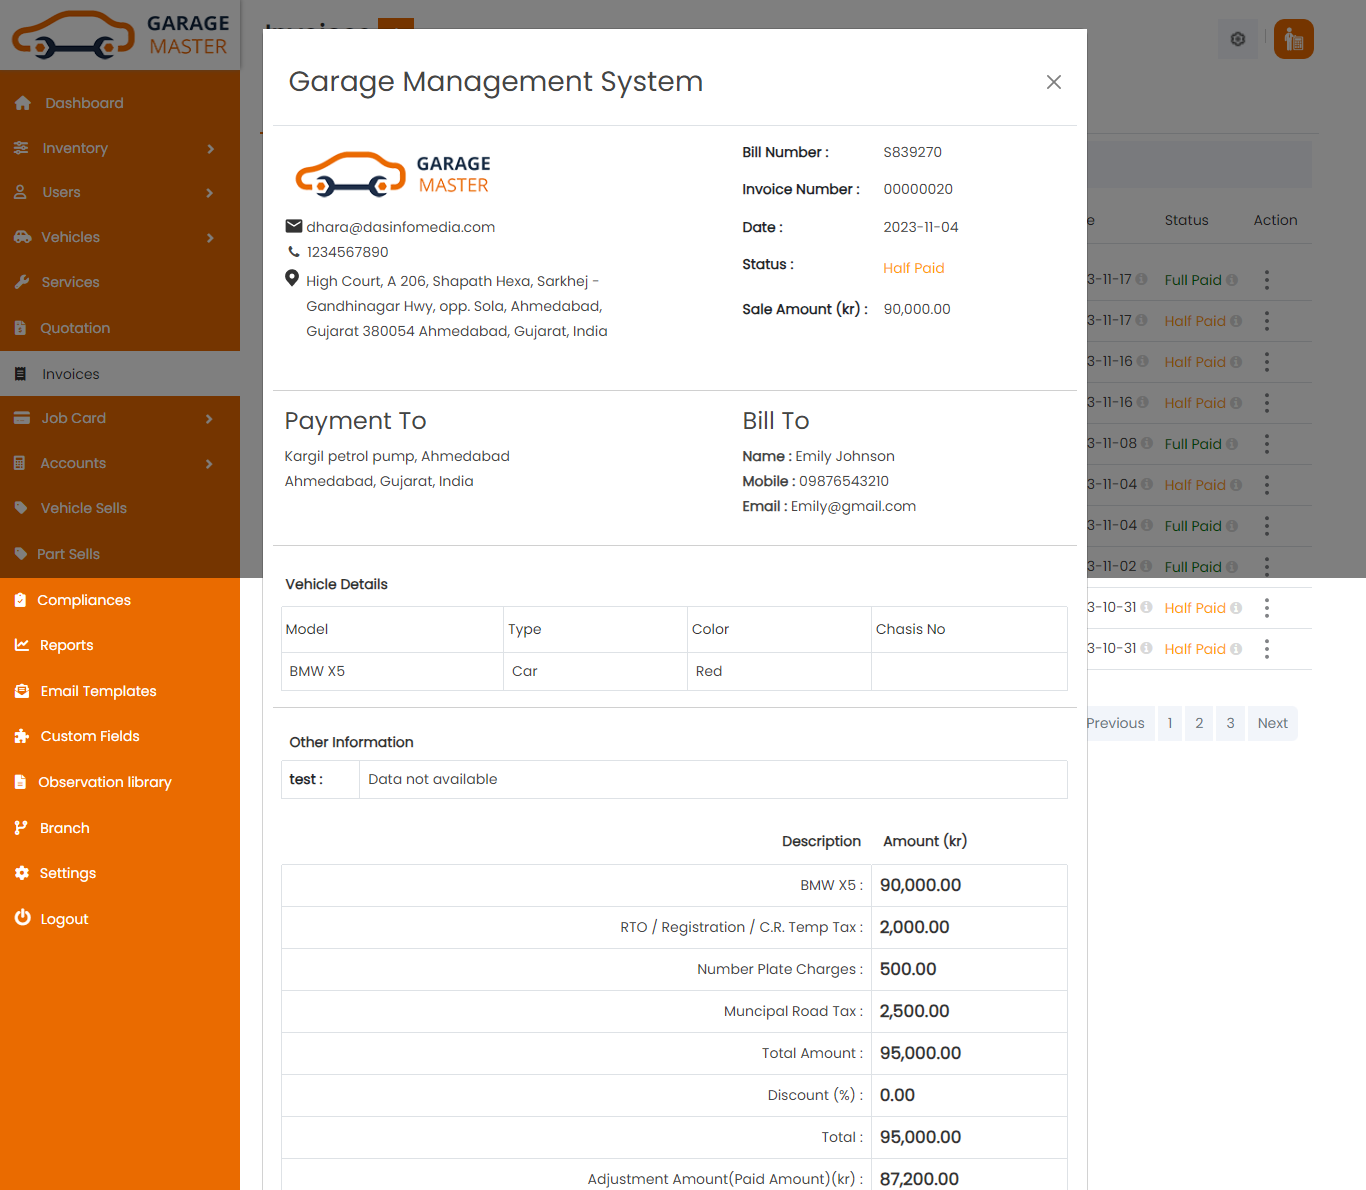 GARAGE
MASTER
Dashboard
Inventory
Users
Vehicles
Services
Quotation
Invoices
Job Card
Accounts
Vehicle Sells
Part Sells
Compliances
Reports
Email Templates
Custom Fields
Observation library
Branch
Settings
Logout
Garage Management System
GARAGE
MASTER
dhara@dasinfomedia.com
1234567890
High Court, A 206, Shapath Hexa, Sarkhej -
Gandhinagar Hwy, opp. Sola, Ahmedabad,
Gujarat 380054 Ahmedabad, Gujarat, India
Bill Number : S839270
Invoice Number : 00000020
Date : 2023-11-04
Status : Half Paid
Sale Amount (kr) : 90,000.00
Payment To
Kargil petrol pump, Ahmedabad
Ahmedabad, Gujarat, India
Bill To
Name : Emily Johnson
Mobile : 09876543210
Email : Emily@gmail.com
Vehicle Details
Model Type Color Chasis No
BMW X5 Car Red
Other Information
test : Data not available
Description Amount (kr)
BMW X5 : 90,000.00
RTO / Registration / C.R. Temp Tax : 2,000.00
Number Plate Charges : 500.00
Muncipal Road Tax : 2,500.00
Total Amount : 95,000.00
Discount (%) : 0.00
Total : 95,000.00
Adjustment Amount(Paid Amount)(kr) : 87,200.00
e Status Action
3-11-17 Full Paid
3-11-17 Half Paid
3-11-16 Half Paid
3-11-16 Half Paid
3-11-08 Full Paid
3-11-04 Half Paid
3-11-04 Full Paid
3-11-02 Full Paid
3-10-31 Half Paid
3-10-31 Half Paid
Previous 1 2 3 Next